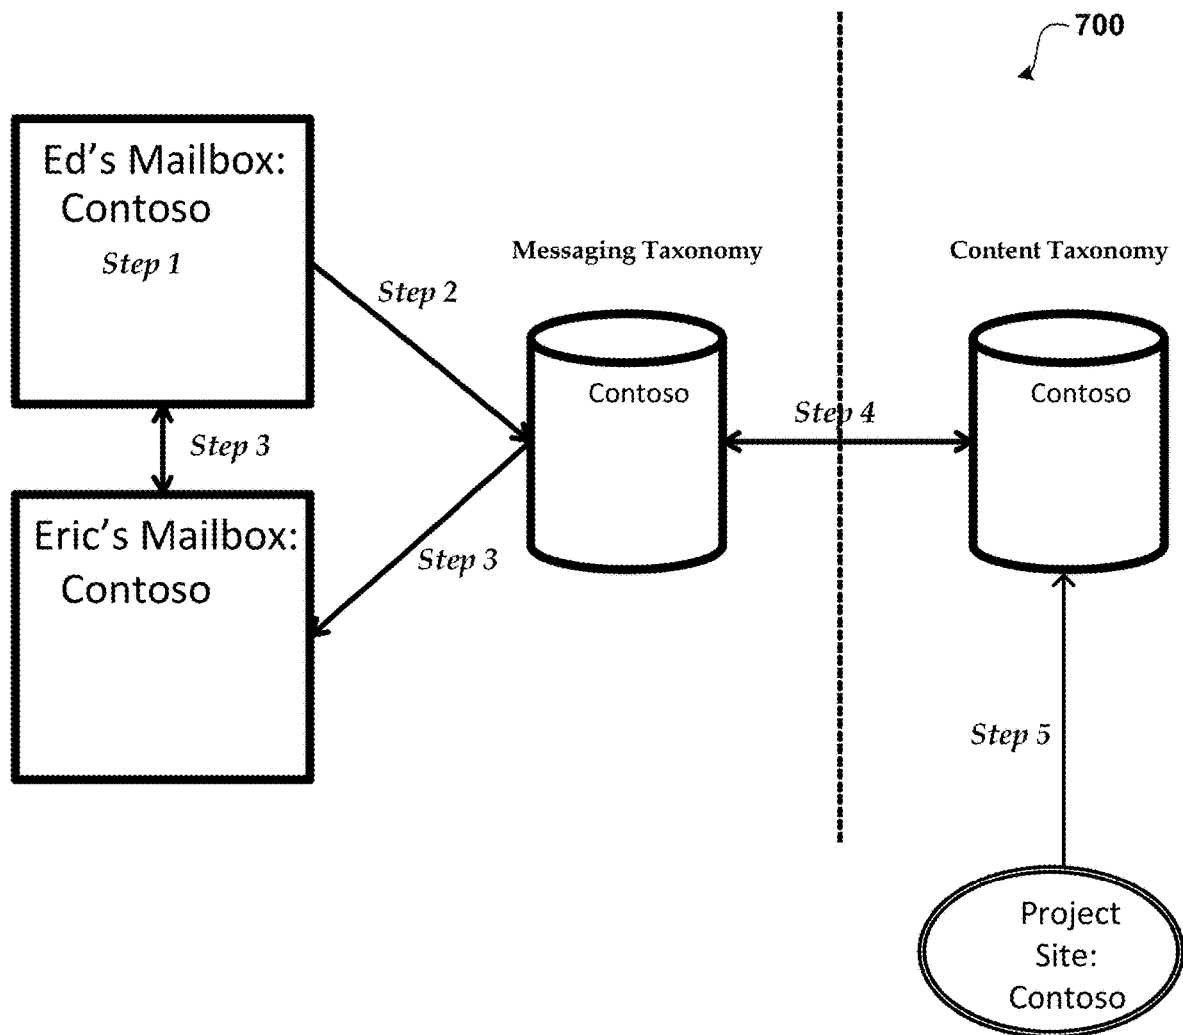 700
Ed's Mailbox:
Contoso
Step 1
Messaging Taxonomy
Content Taxonomy
Step 2
Contoso
Contoso
Step 4
Step 3
Eric's Mailbox:
Contoso
Step 3
Step 5
Project
Site:
Contoso